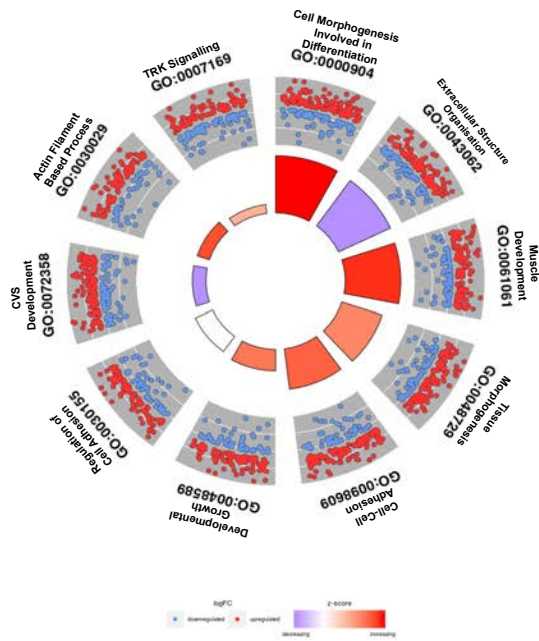 Cell Morphogenesis
Involved in
Differentiation
GO:0000904
Extracellular Structure
Organisation
GO:0043062
Muscle
Development
GO:0061061
Tissue
Morphogenesis
GO:0048729
Cell-Cell
Adhesion
GO:0098609
Developmental
Growth
GO:0048589
Regulation of
Cell Adhesion
GO:0030155
CVS
Development
GO:0072358
Actin Filament
Based Process
GO:0030029
TRK Signalling
GO:0007169
logFC
downregulated
upregulated
z-score
decreasing
increasing